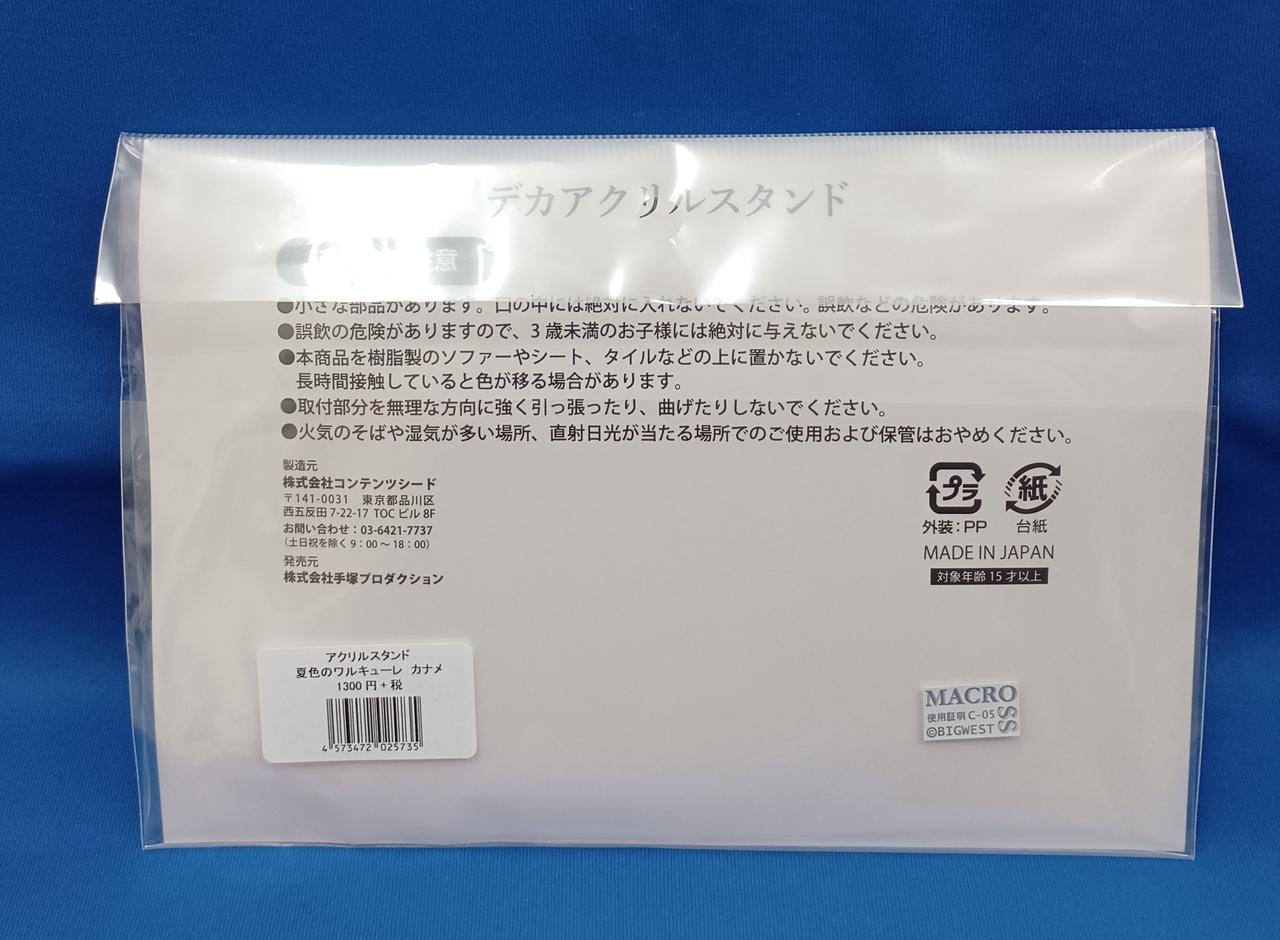 デカアクリルスタンド
意
●小さな部品があります。口の中には絶対に入れないでください。誤飲などの危険があります。
●誤飲の危険がありますので、3歳未満のお子様には絶対に与えないでください。
●本商品を樹脂製のソファーやシート、タイルなどの上に置かないでください。
長時間接触していると色が移る場合があります。
●取付部分を無理な方向に強く引っ張ったり、曲げたりしないでください。
●火気のそばや湿気が多い場所、直射日光が当たる場所でのご使用および保管はおやめください。
製造元
株式会社コンテンツシード
〒141-0031 東京都品川区
西五反田 7-22-17 TOC ビル 8F
お問い合わせ：03-6421-7737
（土日祝を除く 9：00 〜 18：00）
発売元
株式会社手塚プロダクション
プラ
紙
外装：PP
台紙
MADE IN JAPAN
対象年齢 15 才以上
アクリルスタンド
夏色のワルキューレ カナメ
1300 円 + 税
4 573472 025735
MACROSS
使用証明 C-05
©BIGWEST